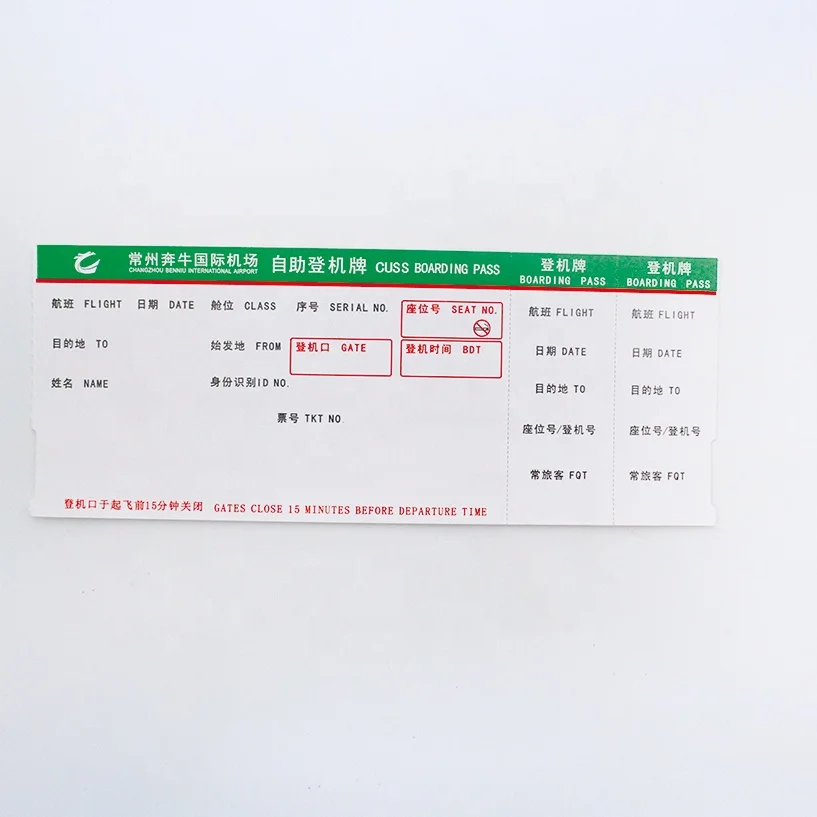 常州奔牛国际机场
CHANGZHOU BENNIU INTERNATIONAL AIRPORT
自助登机牌 CUSS BOARDING PASS
航班 FLIGHT 日期 DATE 舱位 CLASS 序号 SERIAL NO.
座位号 SEAT NO.
目的地 TO 始发地 FROM
登机口 GATE
登机时间 BDT
姓名 NAME 身份识别ID NO.
票号 TKT NO
登机口于起飞前15分钟关闭 GATES CLOSE 15 MINUTES BEFORE DEPARTURE TIME
登机牌
BOARDING PASS
航班 FLIGHT
日期 DATE
目的地 TO
座位号/登机号
常旅客 FQT
登机牌
BOARDING PASS
航班 FLIGHT
日期 DATE
目的地 TO
座位号/登机号
常旅客 FQT